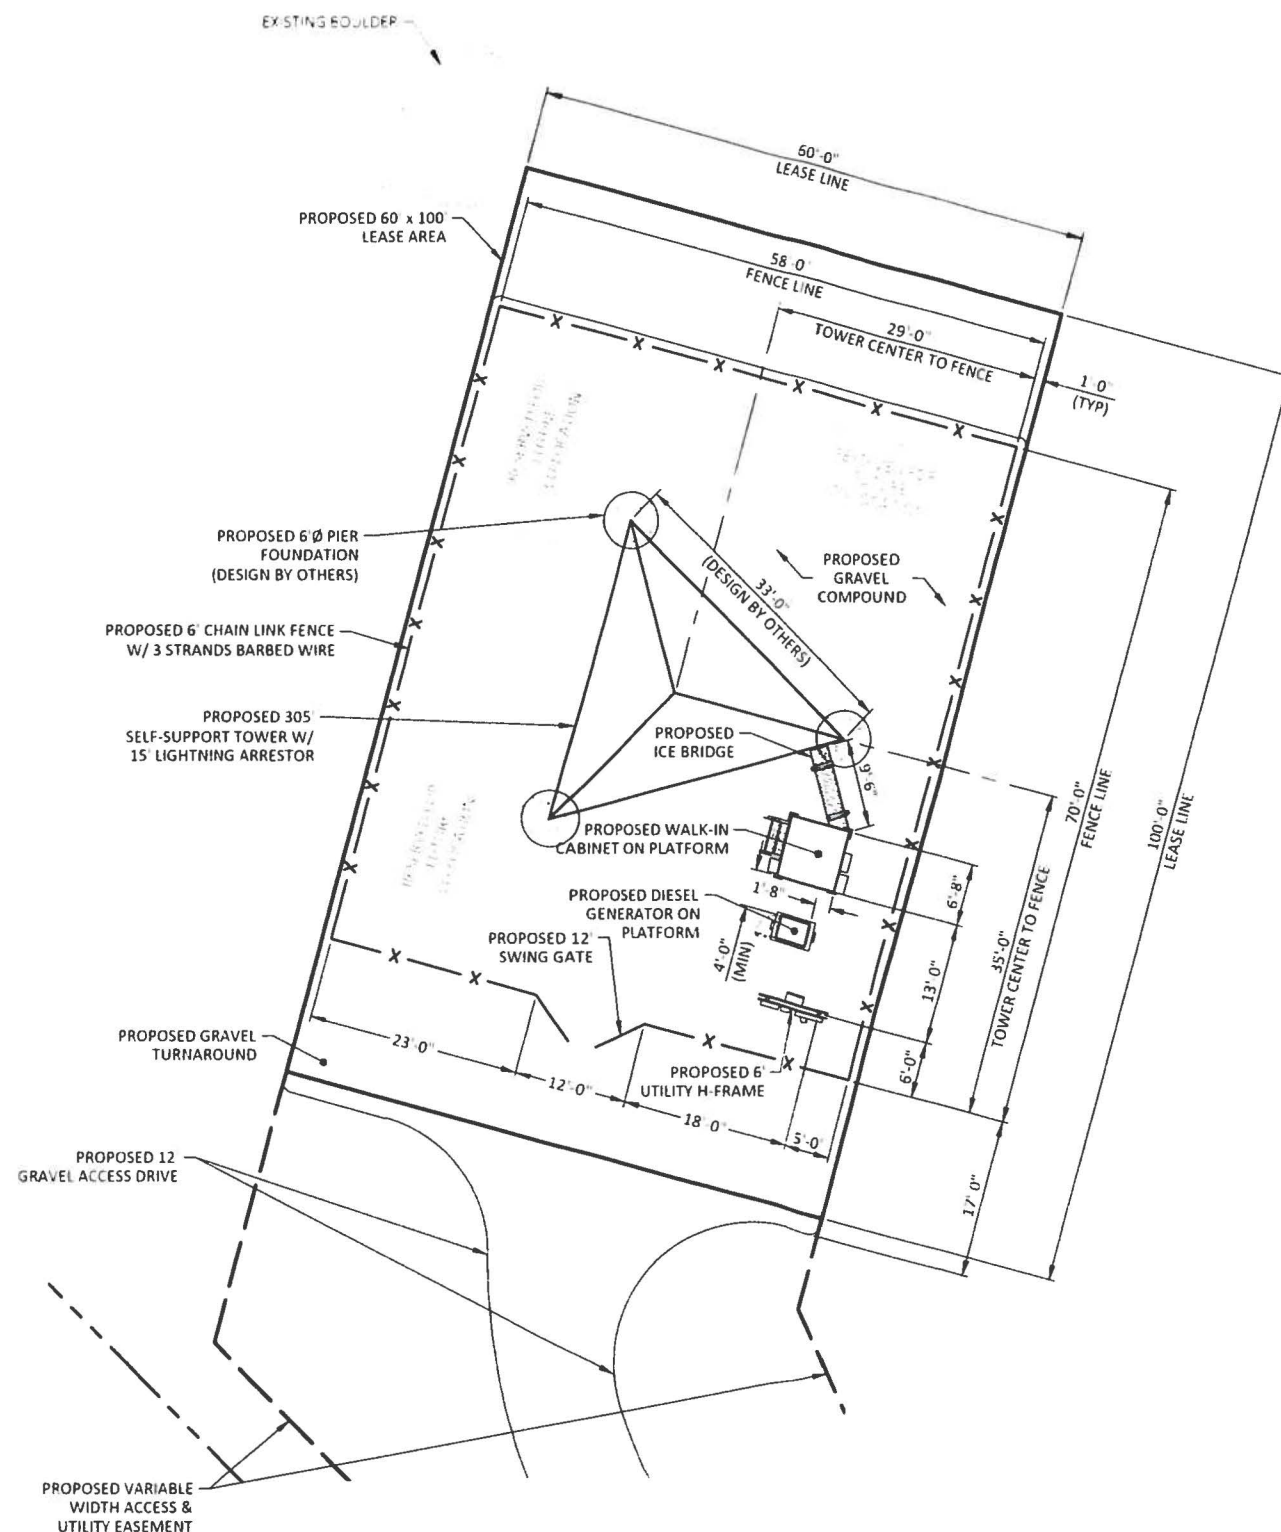 EXISTING BOULDER
60'-0"
LEASE LINE
PROPOSED 60' x 100'
LEASE AREA
58'-0"
FENCE LINE
29'-0"
TOWER CENTER TO FENCE
1'-0"
(TYP)
PROPOSED 6'Ø PIER
FOUNDATION
(DESIGN BY OTHERS)
33'-0"
(DESIGN BY OTHERS)
PROPOSED
GRAVEL
COMPOUND
PROPOSED 6' CHAIN LINK FENCE
W/ 3 STRANDS BARBED WIRE
PROPOSED 305'
SELF-SUPPORT TOWER W/
15' LIGHTNING ARRESTOR
PROPOSED
ICE BRIDGE
9'-6"
70'-0"
FENCE LINE
100'-0"
LEASE LINE
PROPOSED WALK-IN
CABINET ON PLATFORM
1'-8"
6'-8"
PROPOSED DIESEL
GENERATOR ON
PLATFORM
4'-0"
(MIN)
35'-0"
TOWER CENTER TO FENCE
PROPOSED 12'
SWING GATE
13'-0"
PROPOSED GRAVEL
TURNAROUND
23'-0"
12'-0"
18'-0"
5'-0"
PROPOSED 6'
UTILITY H-FRAME
6'-0"
17'-0"
PROPOSED 12
GRAVEL ACCESS DRIVE
PROPOSED VARIABLE
WIDTH ACCESS &
UTILITY EASEMENT